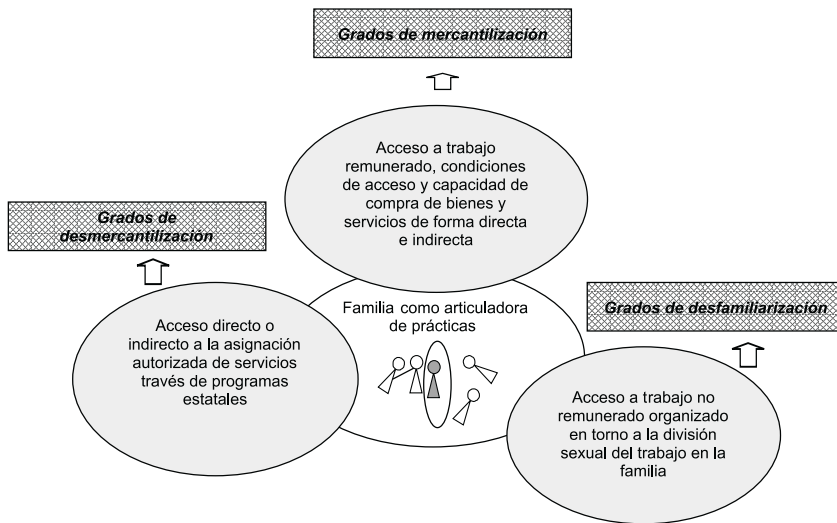 Grados de mercantilización
Acceso a trabajo
remunerado, condiciones
de acceso y capacidad de
compra de bienes y
servicios de forma directa
e indirecta
Grados de
desmercantilización
Familia como articuladora
de prácticas
Grados de desfamiliarización
Acceso directo o
indirecto a la asignación
autorizada de servicios
través de programas
estatales
Acceso a trabajo no
remunerado organizado
en torno a la división
sexual del trabajo en la
familia